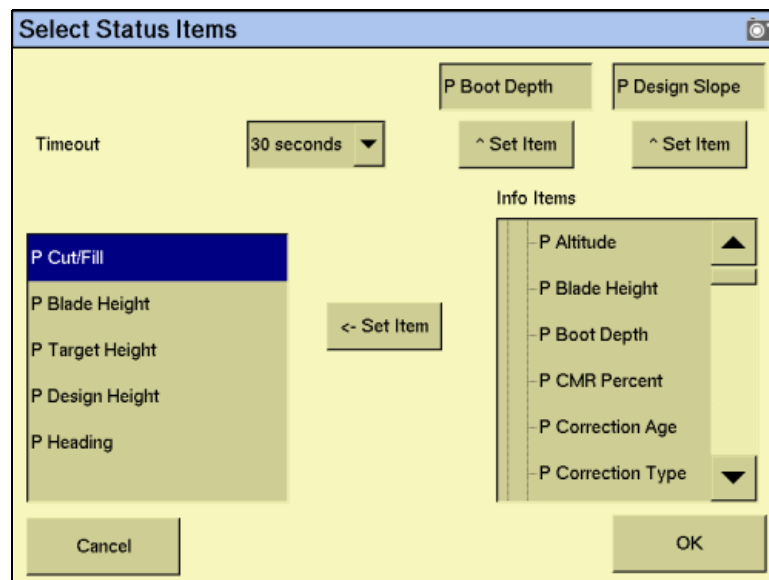 Select Status Items
P Boot Depth
P Design Slope
Timeout
30 seconds
^ Set Item
^ Set Item
Info Items
P Cut/Fill
P Blade Height
P Target Height
P Design Height
P Heading
<- Set Item
P Altitude
P Blade Height
P Boot Depth
P CMR Percent
P Correction Age
P Correction Type
Cancel
OK